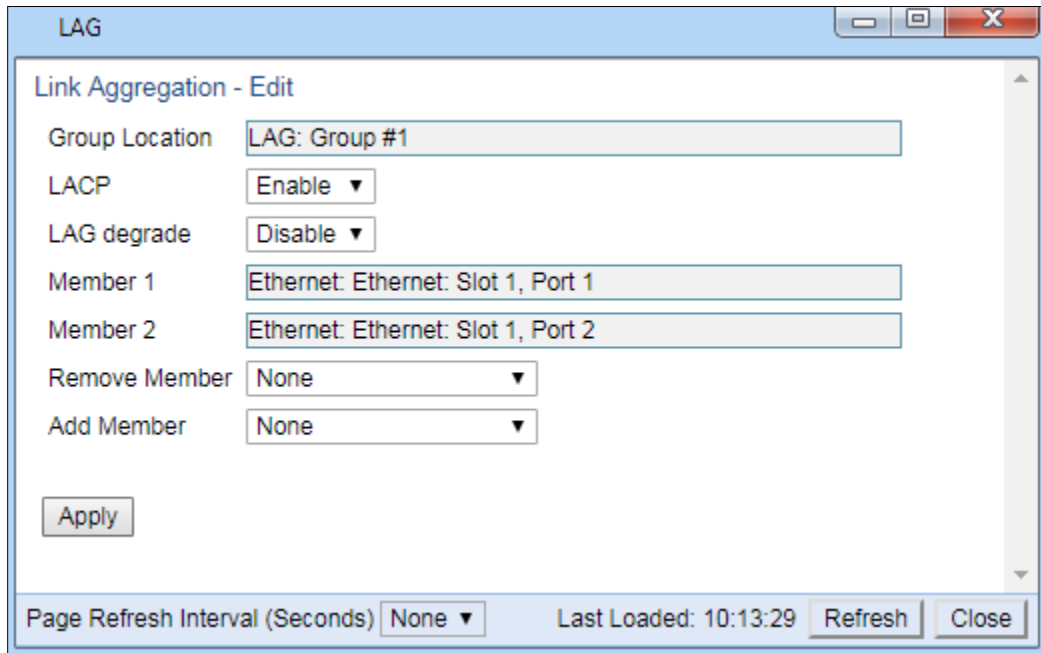 LAG
Link Aggregation - Edit
Group Location LAG: Group #1
LACP Enable
LAG degrade Disable
Member 1 Ethernet: Ethernet: Slot 1, Port 1
Member 2 Ethernet: Ethernet: Slot 1, Port 2
Remove Member None
Add Member None
Apply
Page Refresh Interval (Seconds) None Last Loaded: 10:13:29 Refresh Close